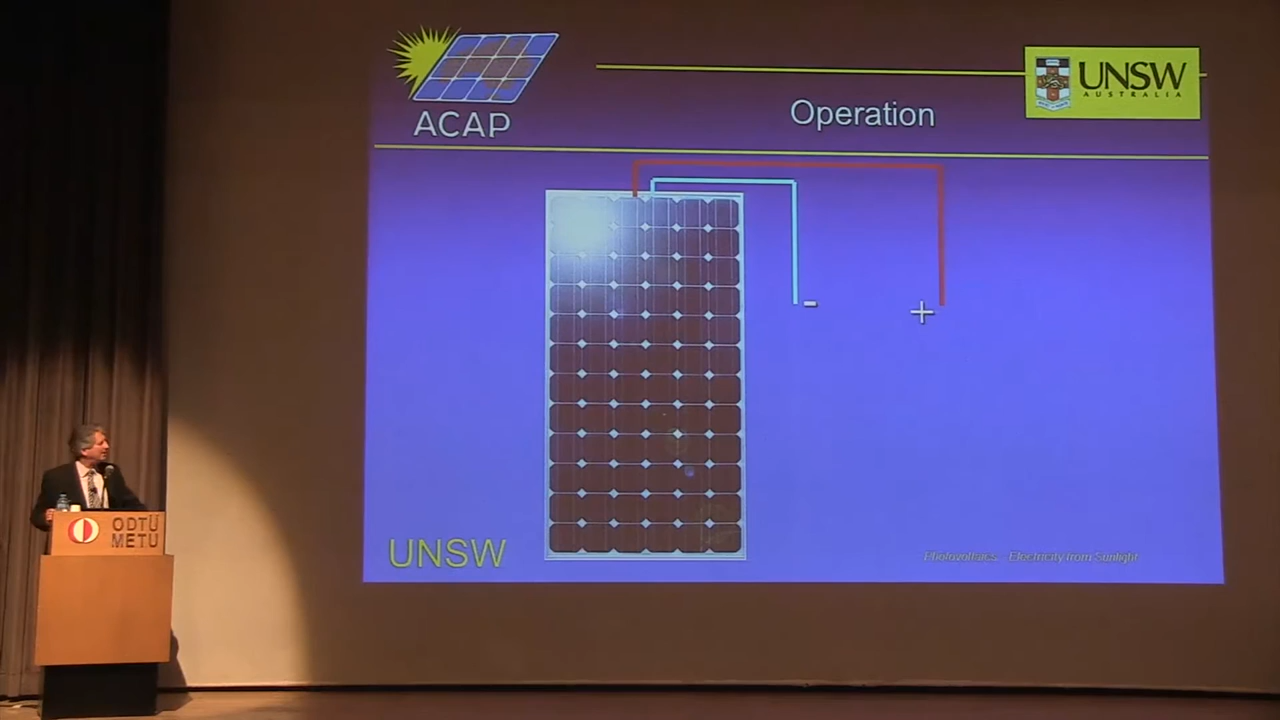 ACAP
Operation
UNSW
AUSTRALIA
-
+
UNSW
Photovoltaics: Electricity from Sunlight
ODTÜ
METU